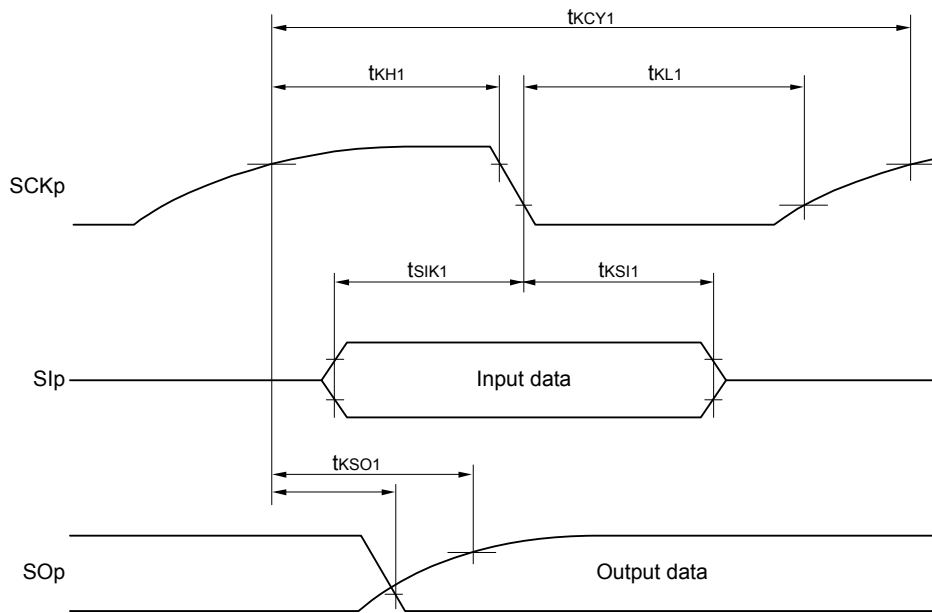 tKCY1
tKH1
tKL1
SCKp
tSIK1
tKSI1
SIp
Input data
tKSO1
SOp
Output data